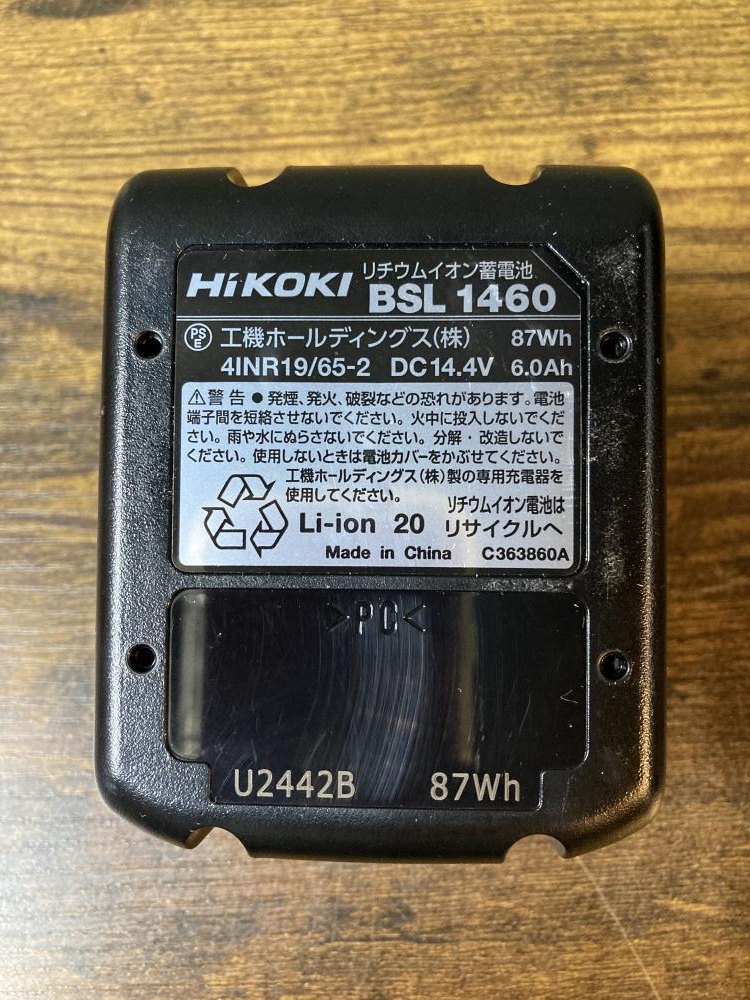 HiKOKI リチウムイオン蓄電池
BSL 1460
PS E 工機ホールディングス(株) 87Wh
4INR19/65-2 DC14.4V 6.0Ah
⚠警告 ● 発煙、発火、破裂などの恐れがあります。電池
端子間を短絡させないでください。火中に投入しないでくだ
さい。雨や水にぬらさないでください。分解・改造しないで
ください。使用しないときは電池カバーをかぶせてください。
工機ホールディングス(株)製の専用充電器を
使用してください。
リチウムイオン電池は
Li-ion 20 リサイクルへ
Made in China C363860A
>PC<
U2442B 87Wh